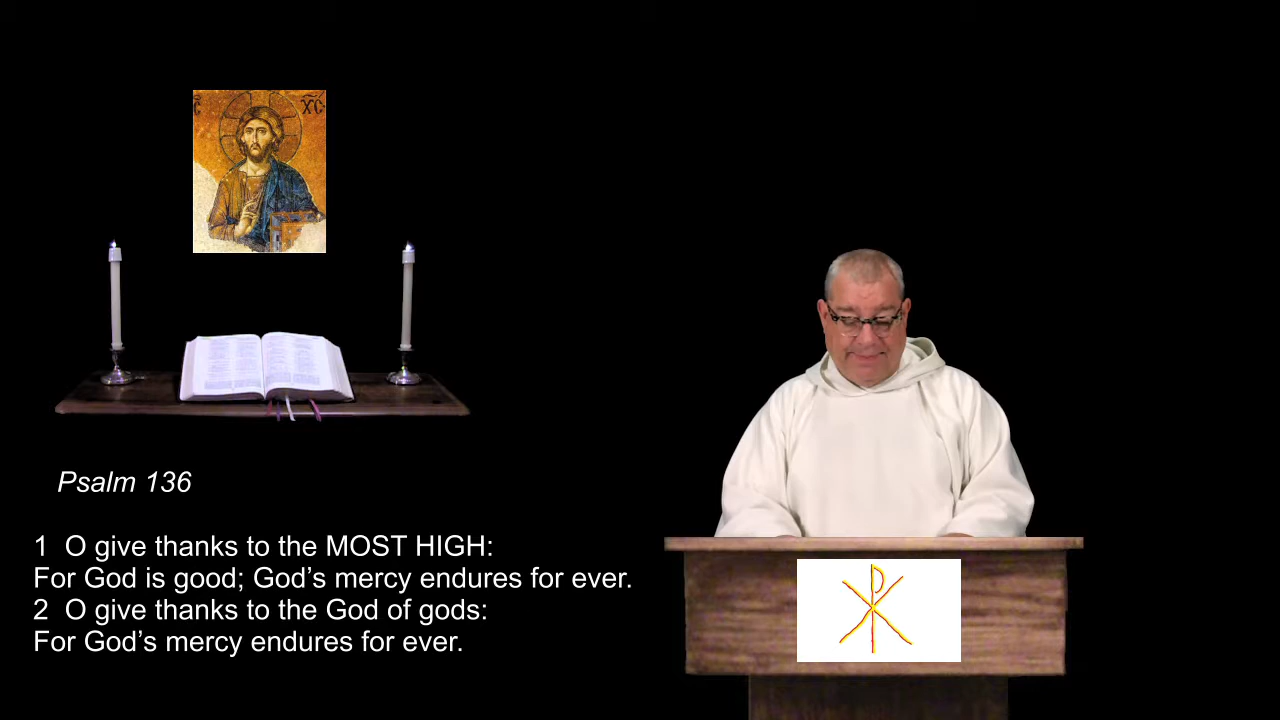 Psalm 136
1 O give thanks to the MOST HIGH:
For God is good; God’s mercy endures for ever.
2 O give thanks to the God of gods:
For God’s mercy endures for ever.